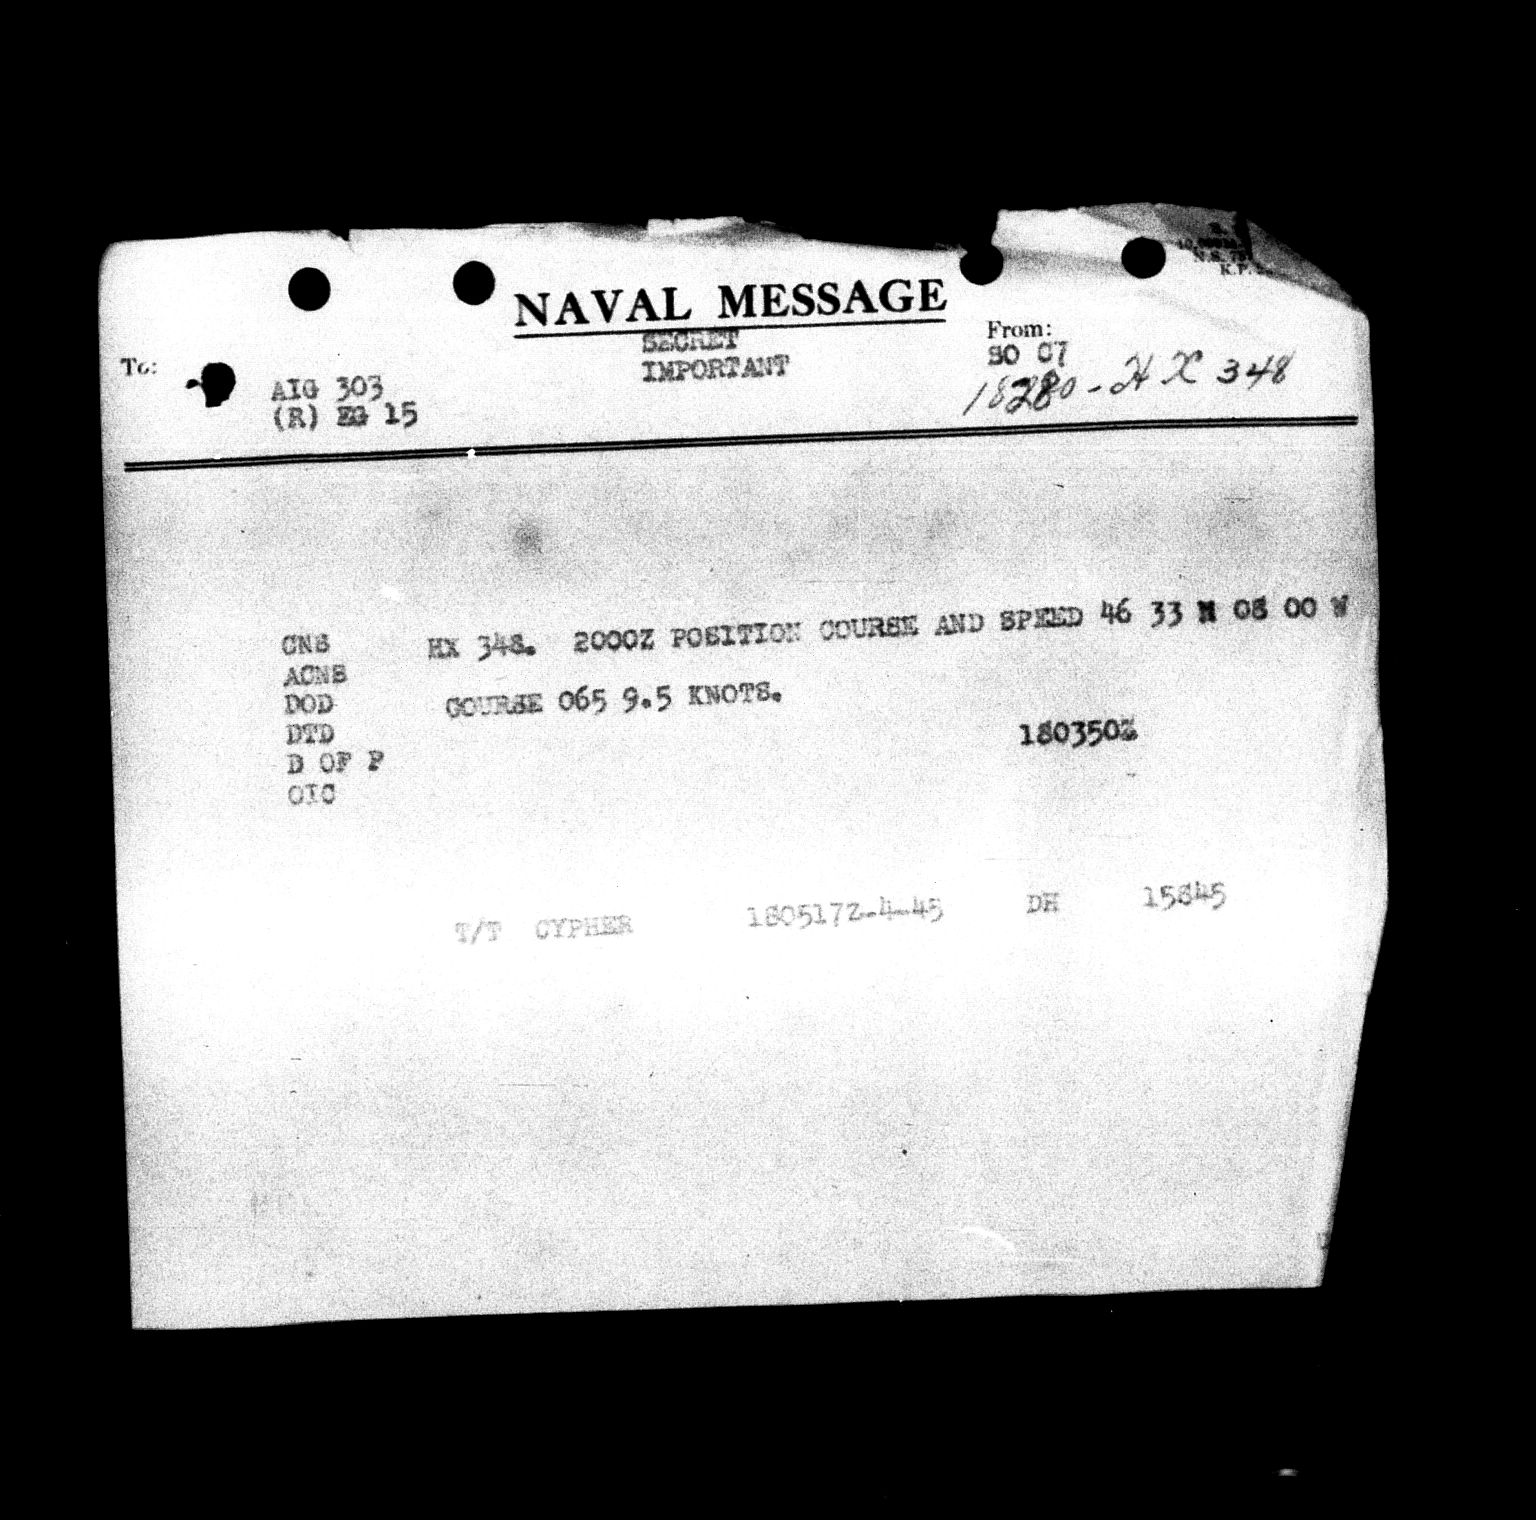 N.S.
K.P.
NAVAL MESSAGE
SECRET
IMPORTANT
To:
From:
SO C7
AIG 303
(R) EG 15
18280-HX 348
CNS HX 348. 2000Z POSITION COURSE AND SPEED 46 33 N 08 00 W
ACNS
DOD COURSE 065 9.5 KNOTS.
DTD 180350Z
D OF P
OIC
T/T CYPHER 180517Z-4-45 DH 15845